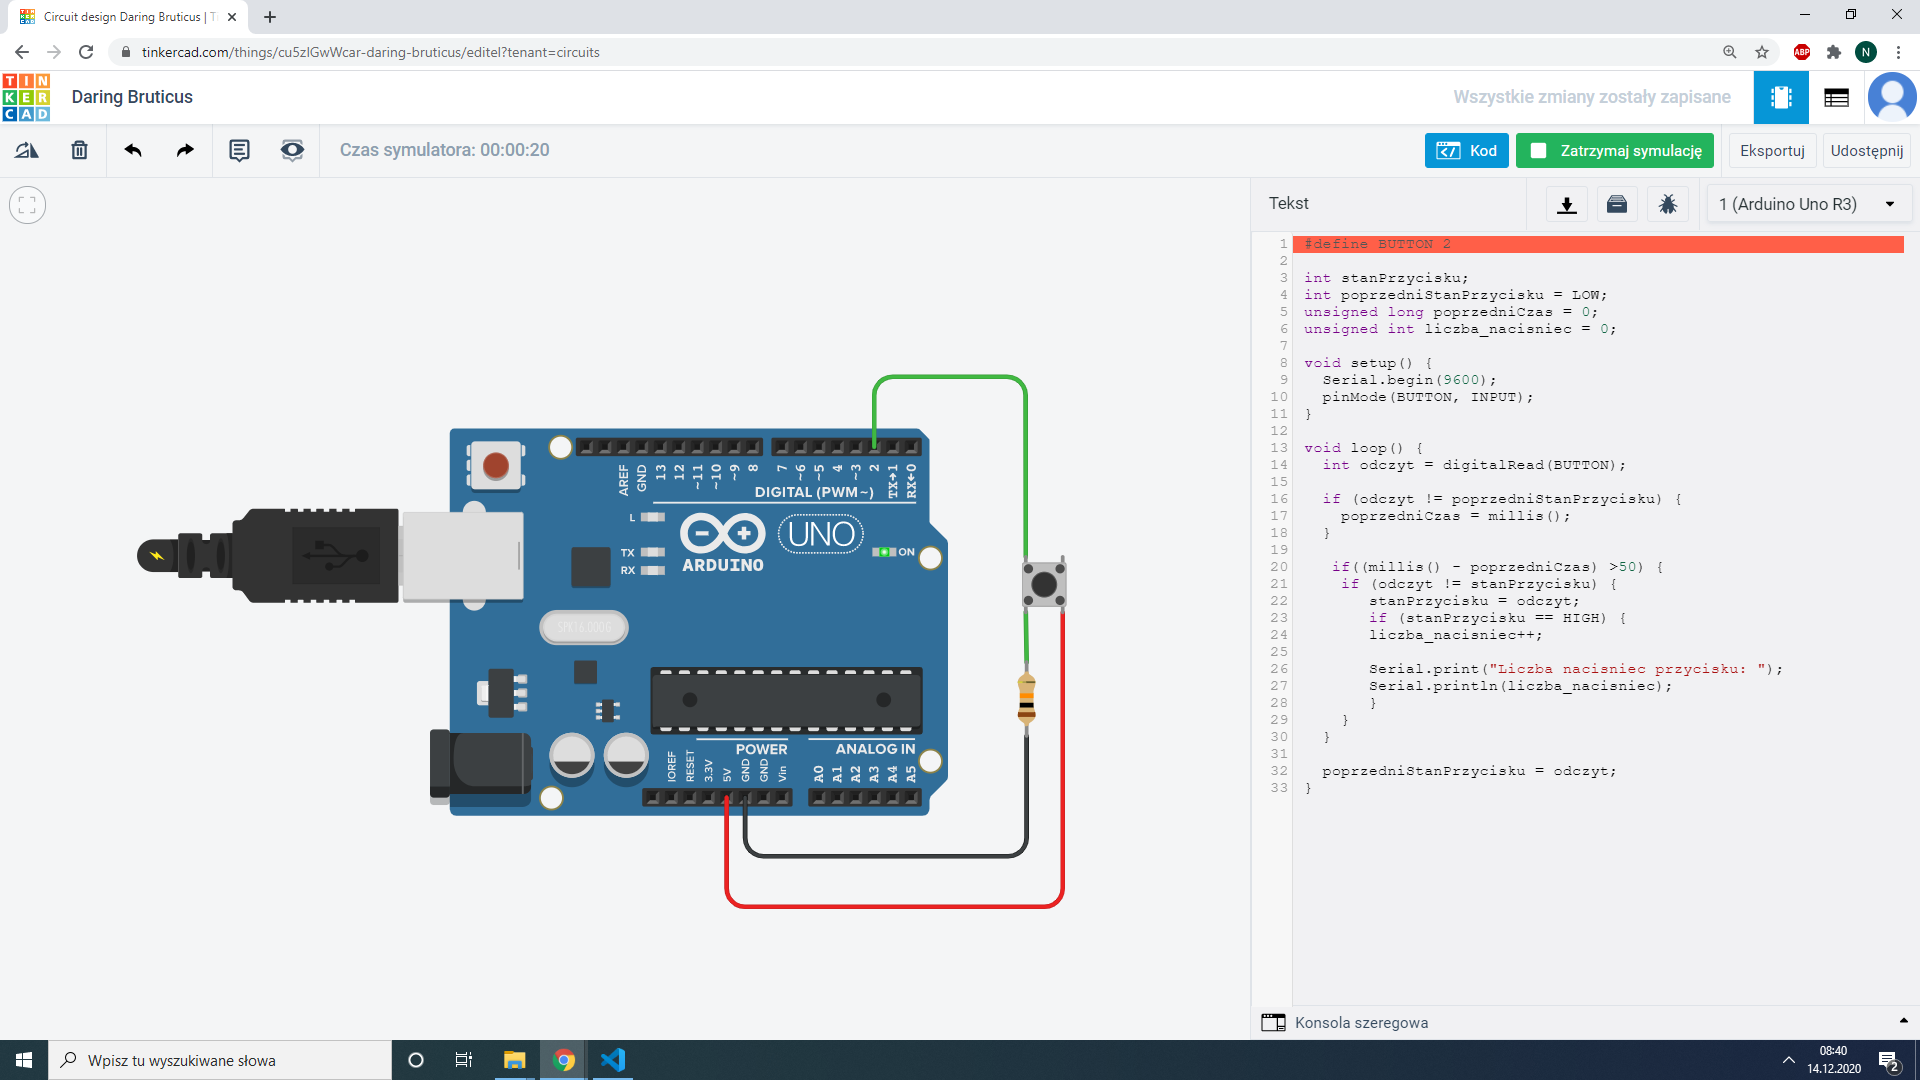 Circuit design Daring Bruticus | T
tinkercad.com/things/cu5zlGwWcar-daring-bruticus/editel?tenant=circuits
ABP
N
TIN
KER
CAD
Daring Bruticus
Wszystkie zmiany zostały zapisane
Czas symulatora: 00:00:20
Kod
Zatrzymaj symulację
Eksportuj
Udostępnij
Tekst
1 (Arduino Uno R3)
AREF
GND
13
12
~11
~10
~9
8
7
~6
~5
4
~3
2
TX→1
RX←0
DIGITAL (PWM~)
L
TX
RX
ARDUINO
UNO
ON
SPK16.000G
POWER
ANALOG IN
IOREF
RESET
3.3V
5V
GND
GND
Vin
A0
A1
A2
A3
A4
A5
1 #define BUTTON 2
2
3 int stanPrzycisku;
4 int poprzedniStanPrzycisku = LOW;
5 unsigned long poprzedniCzas = 0;
6 unsigned int liczba_nacisniec = 0;
7
8 void setup() {
9 Serial.begin(9600);
10 pinMode(BUTTON, INPUT);
11 }
12
13 void loop() {
14 int odczyt = digitalRead(BUTTON);
15
16 if (odczyt != poprzedniStanPrzycisku) {
17 poprzedniCzas = millis();
18 }
19
20 if((millis() - poprzedniCzas) >50) {
21 if (odczyt != stanPrzycisku) {
22 stanPrzycisku = odczyt;
23 if (stanPrzycisku == HIGH) {
24 liczba_nacisniec++;
25
26 Serial.print("Liczba nacisniec przycisku: ");
27 Serial.println(liczba_nacisniec);
28 }
29 }
30 }
31
32 poprzedniStanPrzycisku = odczyt;
33 }
Konsola szeregowa
Wpisz tu wyszukiwane słowa
08:40
14.12.2020
2